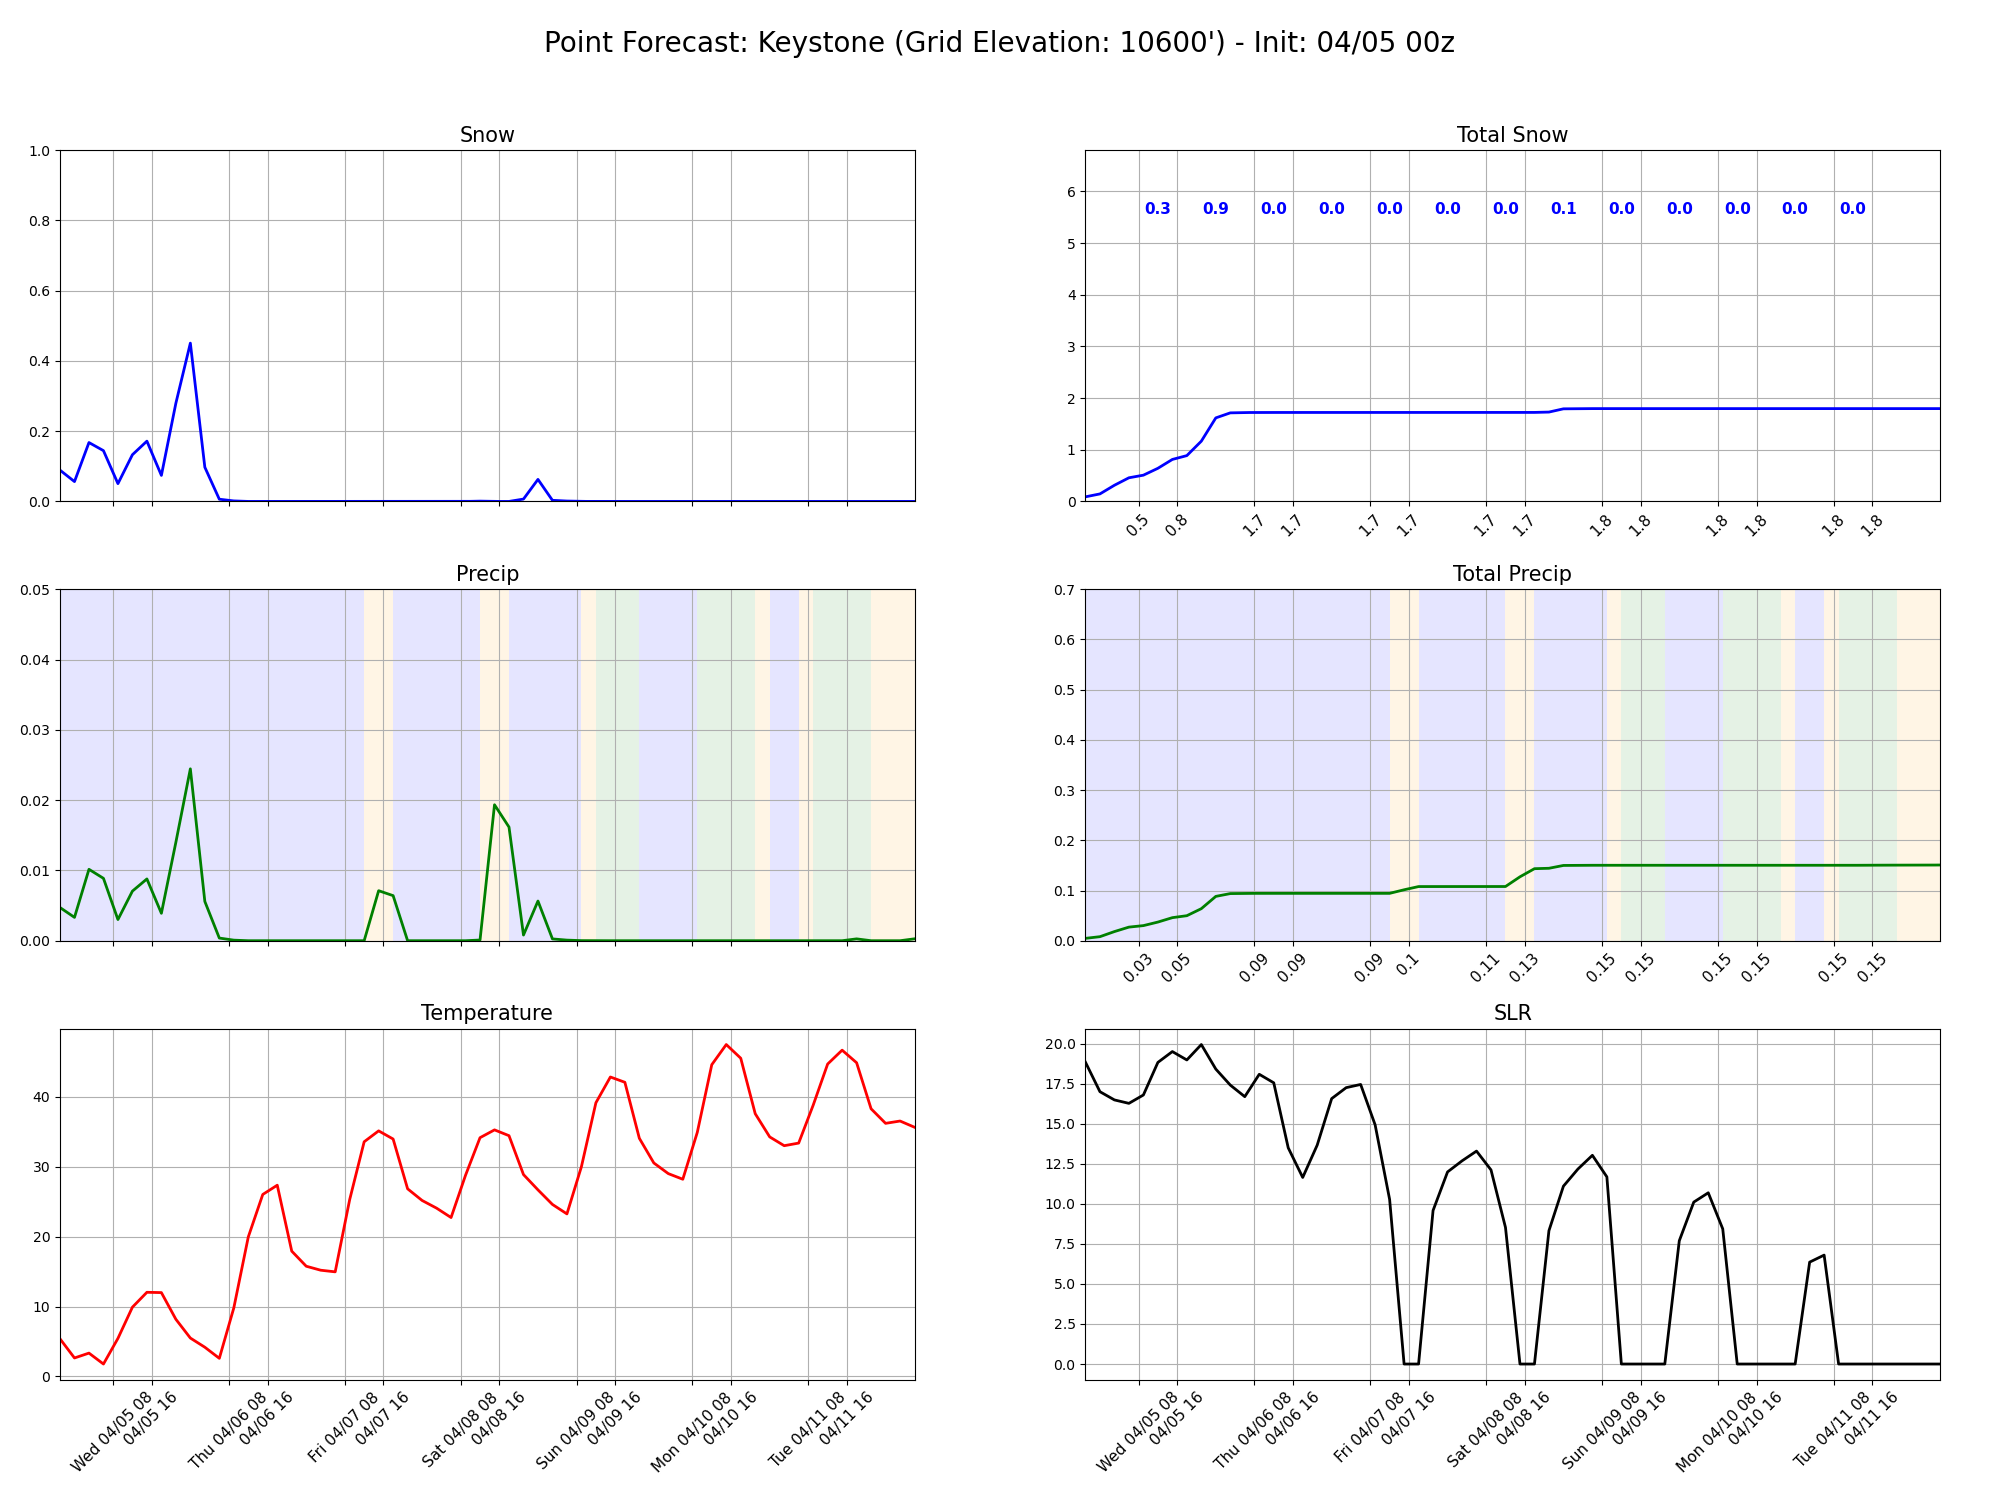 Point Forecast: Keystone (Grid Elevation: 10600') - Init: 04/05 00z
Snow
1.0
0.8
0.6
0.4
0.2
0.0
Total Snow
6
5
4
3
2
1
0
0.3 0.9 0.0 0.0 0.0 0.0 0.0 0.1 0.0 0.0 0.0 0.0 0.0
0.5 0.8 1.7 1.7 1.7 1.7 1.7 1.7 1.8 1.8 1.8 1.8 1.8 1.8
Precip
0.05
0.04
0.03
0.02
0.01
0.00
Total Precip
0.7
0.6
0.5
0.4
0.3
0.2
0.1
0.0
0.03 0.05 0.09 0.09 0.09 0.1 0.11 0.13 0.15 0.15 0.15 0.15 0.15 0.15
Temperature
40
30
20
10
0
Wed 04/05 08
04/05 16
Thu 04/06 08
04/06 16
Fri 04/07 08
04/07 16
Sat 04/08 08
04/08 16
Sun 04/09 08
04/09 16
Mon 04/10 08
04/10 16
Tue 04/11 08
04/11 16
SLR
20.0
17.5
15.0
12.5
10.0
7.5
5.0
2.5
0.0
Wed 04/05 08
04/05 16
Thu 04/06 08
04/06 16
Fri 04/07 08
04/07 16
Sat 04/08 08
04/08 16
Sun 04/09 08
04/09 16
Mon 04/10 08
04/10 16
Tue 04/11 08
04/11 16